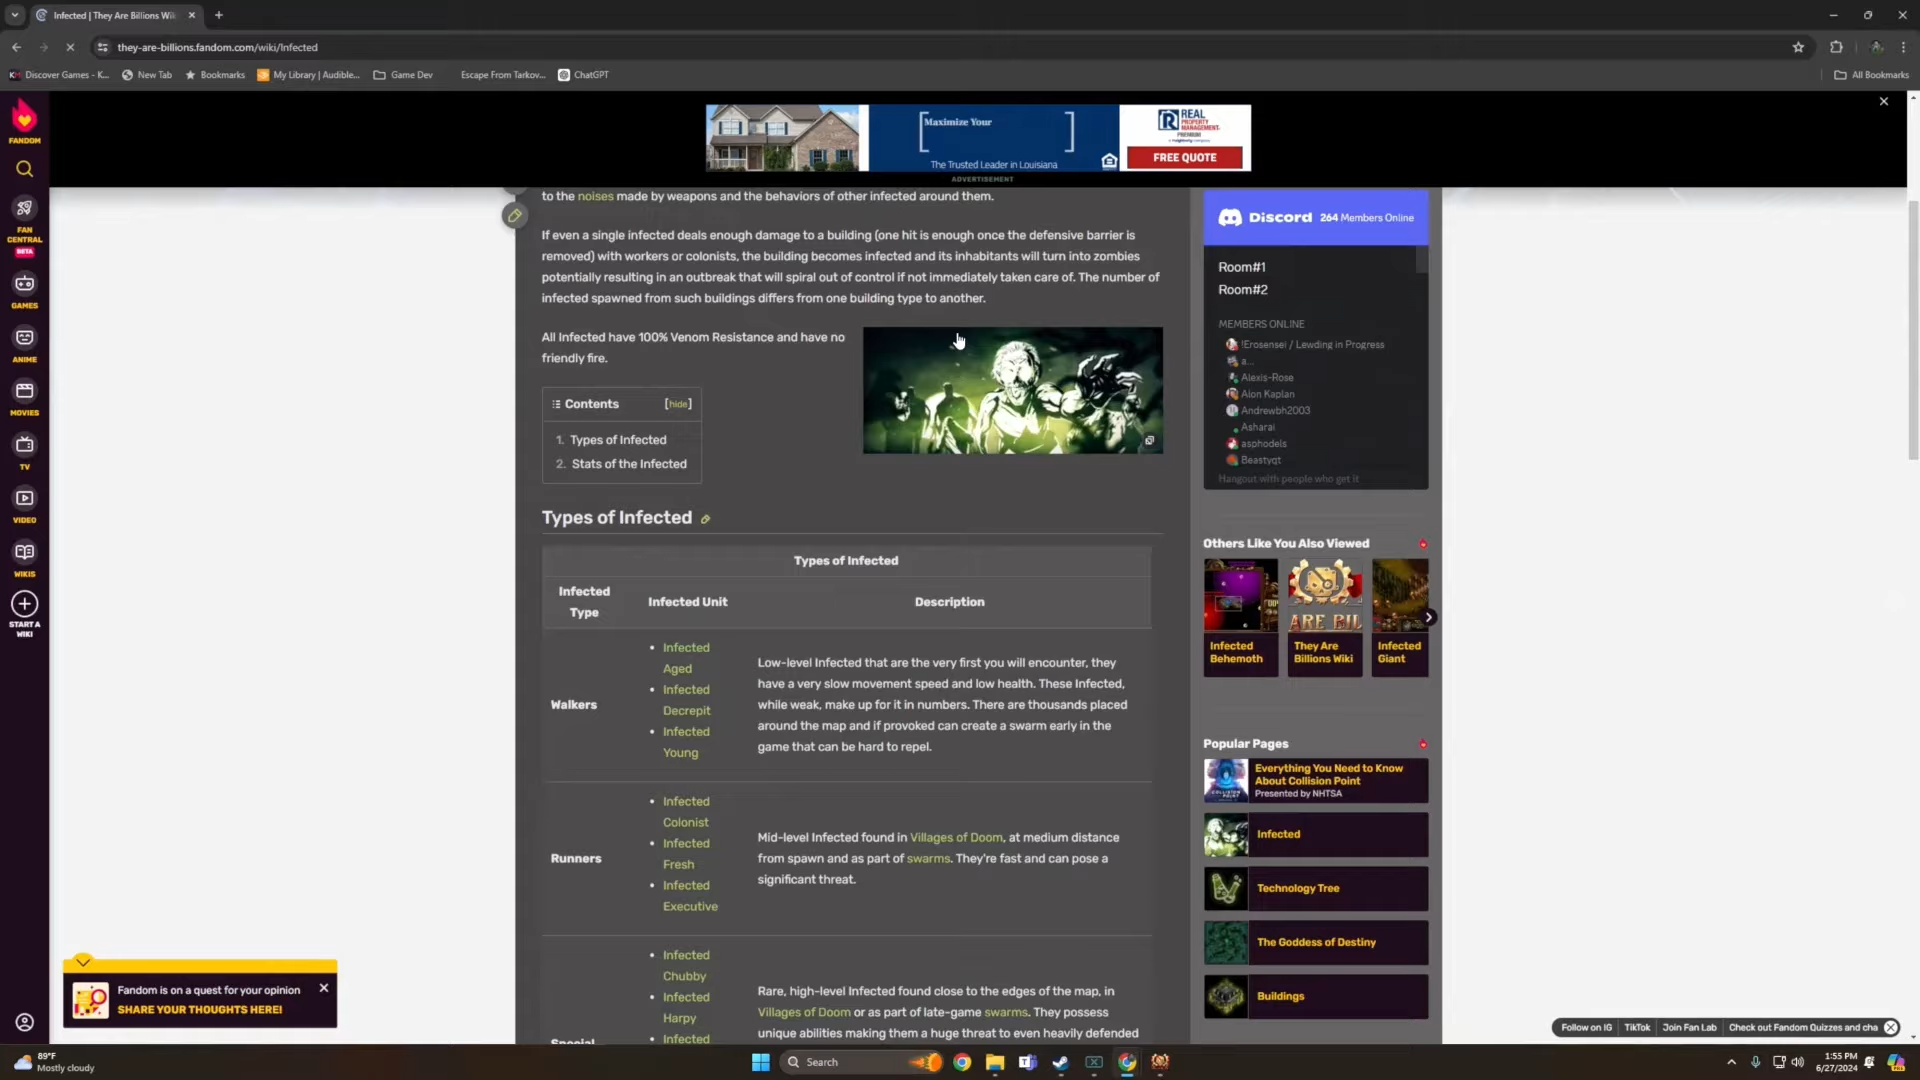 Infected | They Are Billions Wik
they-are-billions.fandom.com/wiki/Infected
Discover Games - K...
New Tab
Bookmarks
My Library | Audible...
Game Dev
Escape From Tarkov...
ChatGPT
All Bookmarks
FANDOM
FAN
CENTRAL
BETA
GAMES
ANIME
MOVIES
TV
VIDEO
WIKIS
START A
WIKI
Maximize Your
The Trusted Leader in Louisiana
REAL
PROPERTY
MANAGEMENT
PREMIUM
FREE QUOTE
ADVERTISEMENT
to the noises made by weapons and the behaviors of other infected around them.
If even a single infected deals enough damage to a building (one hit is enough once the defensive barrier is
removed) with workers or colonists, the building becomes infected and its inhabitants will turn into zombies
potentially resulting in an outbreak that will spiral out of control if not immediately taken care of. The number of
infected spawned from such buildings differs from one building type to another.
All Infected have 100% Venom Resistance and have no
friendly fire.
Contents [hide]
1. Types of Infected
2. Stats of the Infected
Types of Infected
Types of Infected
Infected
Type
Infected Unit
Description
Walkers
• Infected
Aged
• Infected
Decrepit
• Infected
Young
Low-level Infected that are the very first you will encounter, they
have a very slow movement speed and low health. These Infected,
while weak, make up for it in numbers. There are thousands placed
around the map and if provoked can create a swarm early in the
game that can be hard to repel.
Runners
• Infected
Colonist
• Infected
Fresh
• Infected
Executive
Mid-level Infected found in Villages of Doom, at medium distance
from spawn and as part of swarms. They're fast and can pose a
significant threat.
Special
• Infected
Chubby
• Infected
Harpy
• Infected
Rare, high-level Infected found close to the edges of the map, in
Villages of Doom or as part of late-game swarms. They possess
unique abilities making them a huge threat to even heavily defended
Discord 264 Members Online
Room#1
Room#2
MEMBERS ONLINE
!Erosensei / Lewding in Progress
a...
Alexis-Rose
Alon Kaplan
Andrewbh2003
Asharai
asphodels
Beastyqt
Hangout with people who get it
Others Like You Also Viewed
ARE BIL
Infected
Behemoth
They Are
Billions Wiki
Infected
Giant
Popular Pages
Everything You Need to Know
About Collision Point
Presented by NHTSA
Infected
Technology Tree
The Goddess of Destiny
Buildings
Fandom is on a quest for your opinion
SHARE YOUR THOUGHTS HERE!
Follow on IG
TikTok
Join Fan Lab
Check out Fandom Quizzes and cha
89°F
Mostly cloudy
Search
1:55 PM
6/27/2024